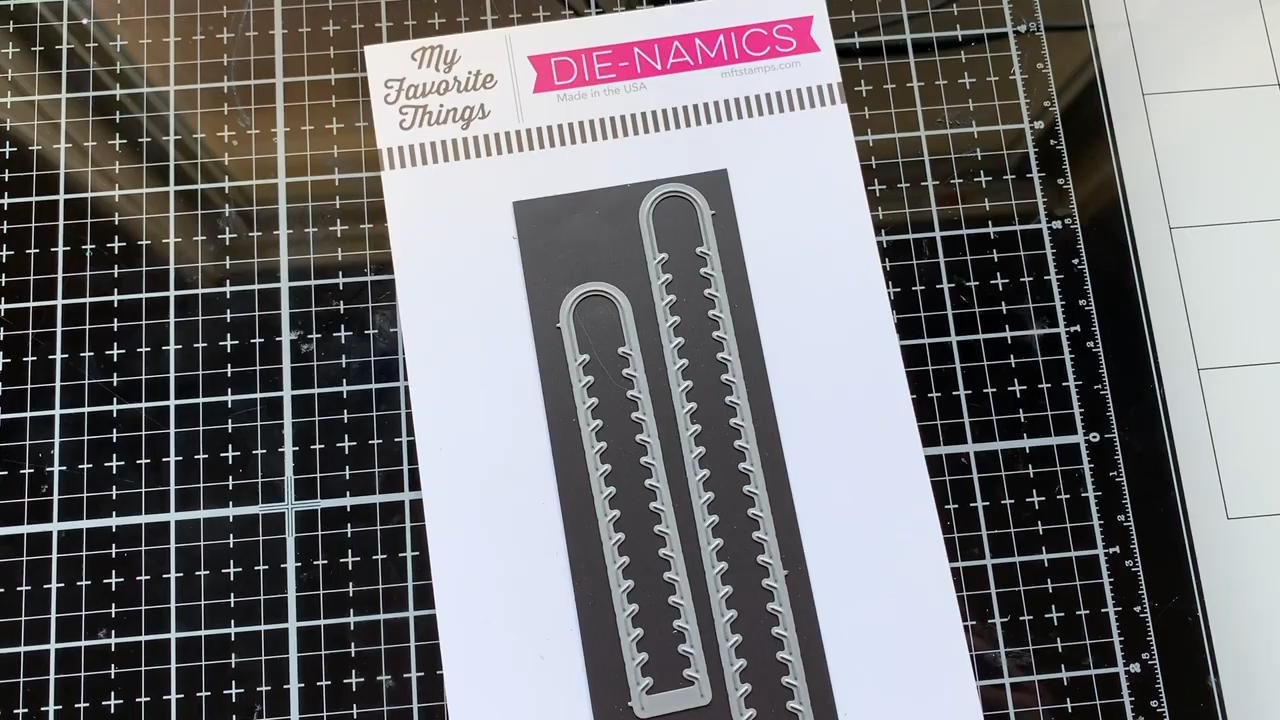 My
Favorite
Things
DIE-NAMICS
Made in the USA
mftstamps.com